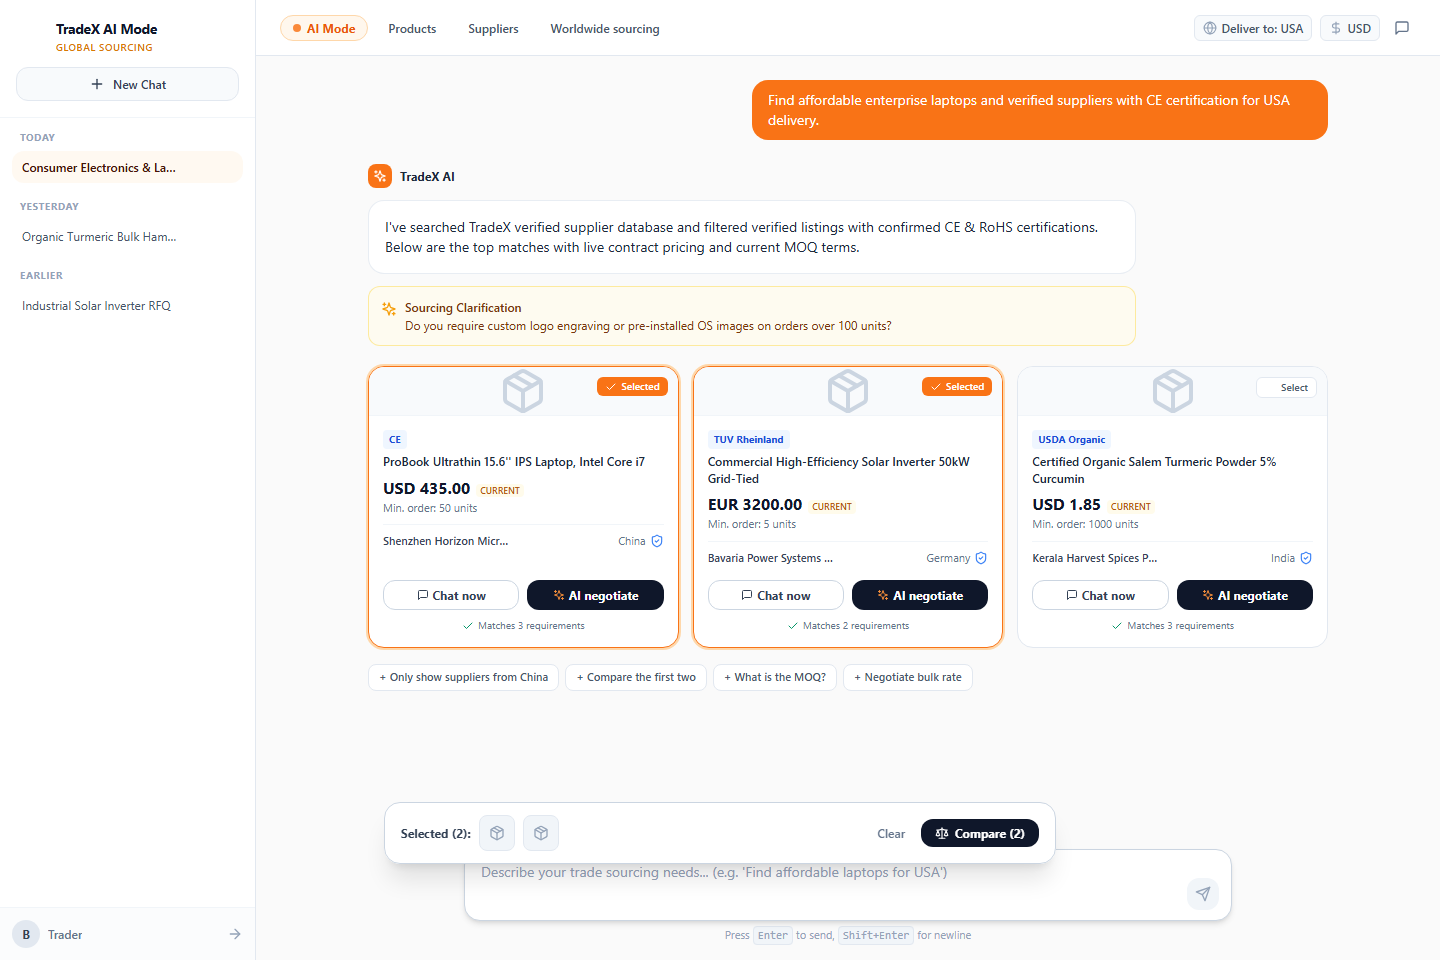 TradeX AI Mode
GLOBAL SOURCING
New Chat
TODAY
Consumer Electronics & La...
YESTERDAY
Organic Turmeric Bulk Ham...
EARLIER
Industrial Solar Inverter RFQ
B Trader
AI Mode Products Suppliers Worldwide sourcing Deliver to: USA USD
Find affordable enterprise laptops and verified suppliers with CE certification for USA
delivery.
TradeX AI
I've searched TradeX verified supplier database and filtered verified listings with confirmed CE & RoHS certifications.
Below are the top matches with live contract pricing and current MOQ terms.
Sourcing Clarification
Do you require custom logo engraving or pre-installed OS images on orders over 100 units?
Selected
CE
ProBook Ultrathin 15.6'' IPS Laptop, Intel Core i7
USD 435.00 CURRENT
Min. order: 50 units
Shenzhen Horizon Micr... China
Chat now AI negotiate
Matches 3 requirements
Selected
TUV Rheinland
Commercial High-Efficiency Solar Inverter 50kW
Grid-Tied
EUR 3200.00 CURRENT
Min. order: 5 units
Bavaria Power Systems ... Germany
Chat now AI negotiate
Matches 2 requirements
Select
USDA Organic
Certified Organic Salem Turmeric Powder 5%
Curcumin
USD 1.85 CURRENT
Min. order: 1000 units
Kerala Harvest Spices P... India
Chat now AI negotiate
Matches 3 requirements
+ Only show suppliers from China + Compare the first two + What is the MOQ? + Negotiate bulk rate
Selected (2): Clear Compare (2)
Describe your trade sourcing needs... (e.g. 'Find affordable laptops for USA')
Press Enter to send, Shift+Enter for newline